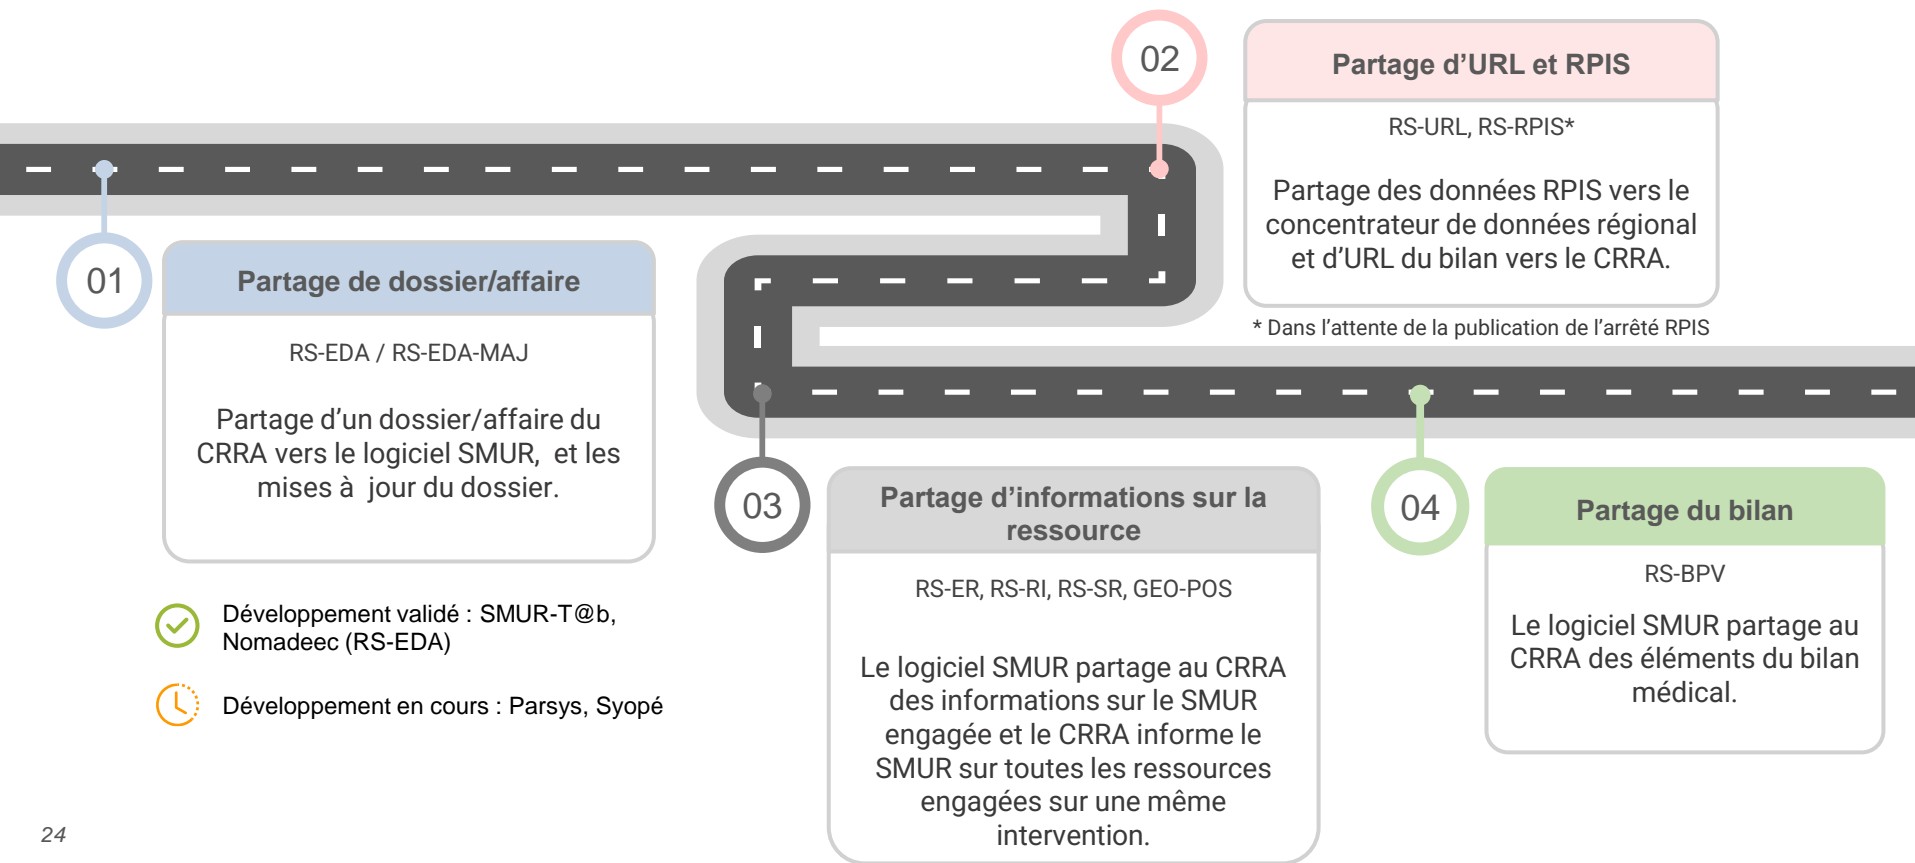 01
Partage de dossier/affaire
RS-EDA / RS-EDA-MAJ
Partage d’un dossier/affaire du
CRRA vers le logiciel SMUR, et les
mises à jour du dossier.
Développement validé : SMUR-T@b,
Nomadeec (RS-EDA)
Développement en cours : Parsys, Syopé
02
Partage d’URL et RPIS
RS-URL, RS-RPIS*
Partage des données RPIS vers le
concentrateur de données régional
et d’URL du bilan vers le CRRA.
* Dans l’attente de la publication de l’arrêté RPIS
03
Partage d’informations sur la
ressource
RS-ER, RS-RI, RS-SR, GEO-POS
Le logiciel SMUR partage au CRRA
des informations sur le SMUR
engagée et le CRRA informe le
SMUR sur toutes les ressources
engagées sur une même
intervention.
04
Partage du bilan
RS-BPV
Le logiciel SMUR partage au
CRRA des éléments du bilan
médical.
24